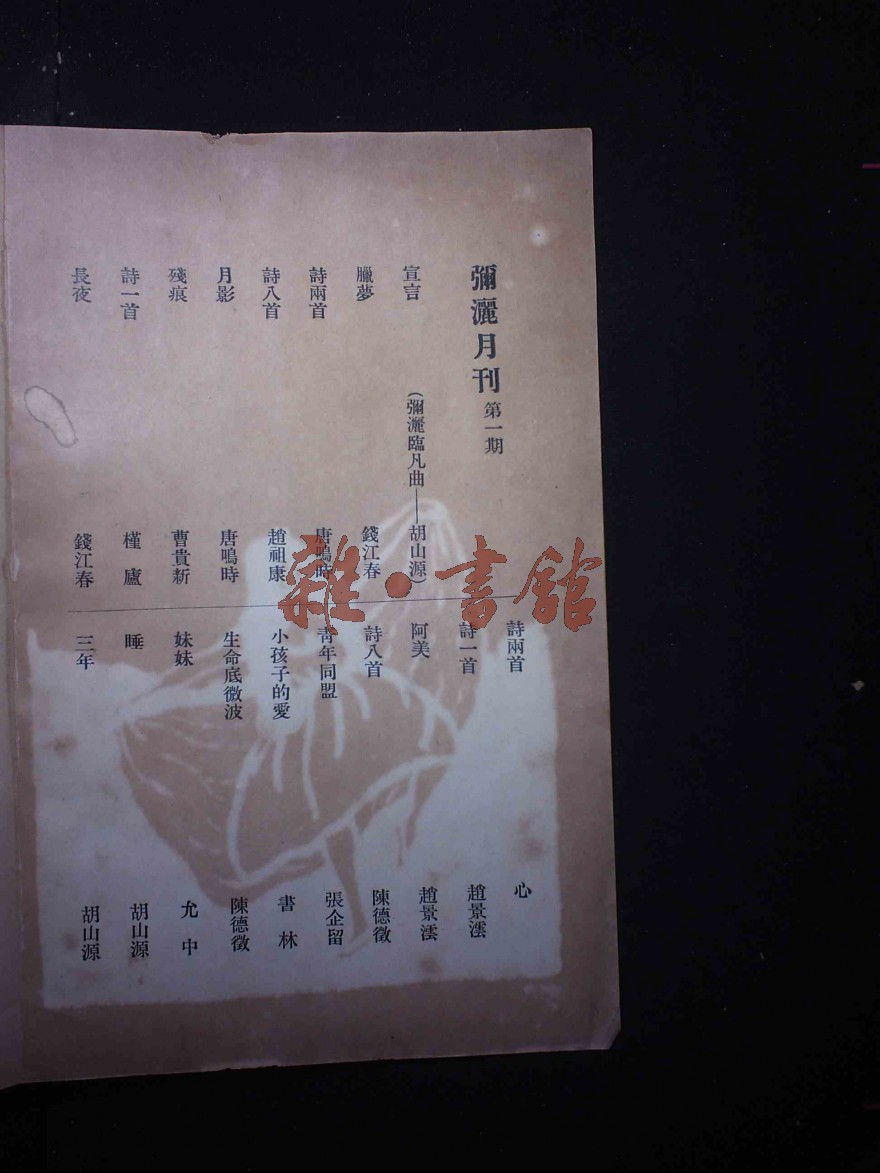 彌灑月刊 第一期
宣言 (彌灑臨凡曲——胡山源)
臘夢 錢江春
詩兩首 唐鳴時
詩八首 趙祖康
月影 唐鳴時
殘痕 曹貴新
詩一首 槿廬
長夜 錢江春
詩兩首 心
詩一首 趙景澐
阿美 趙景澐
詩八首 陳德徵
青年同盟 張企留
小孩子的愛 書林
生命底微波 陳德徵
妹妹 允中
睡 胡山源
三年 胡山源
雜·書館